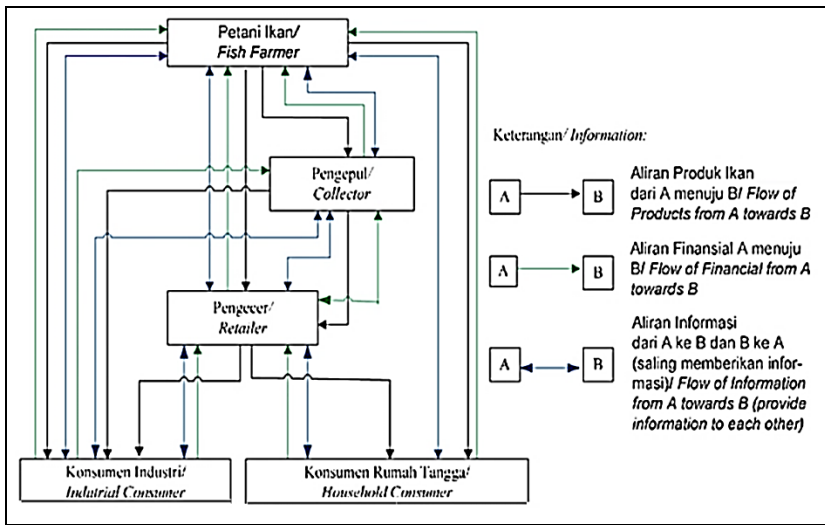 Petani Ikan/
Fish Farmer
Keterangan/ Information:
Pengepul/
Collector
A
B
Aliran Produk Ikan
dari A menuju B/ Flow of
Products from A towards B
A
B
Aliran Finansial A menuju
B/ Flow of Financial from A
towards B
Pengecer/
Retailer
A
B
Aliran Informasi
dari A ke B dan B ke A
(saling memberikan infor-
masi)/ Flow of Information
from A towards B (provide
information to each other)
Konsumen Industri/
Indutrial Consumer
Konsumen Rumah Tangga/
Household Consumer